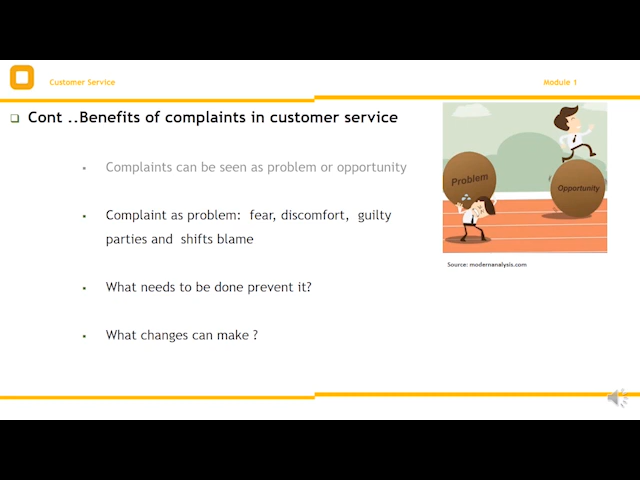 Customer Service
Module 1
Cont ..Benefits of complaints in customer service
Complaints can be seen as problem or opportunity
Complaint as problem: fear, discomfort, guilty
parties and shifts blame
What needs to be done prevent it?
What changes can make ?
Problem
Opportunity
Source: modernanalysis.com